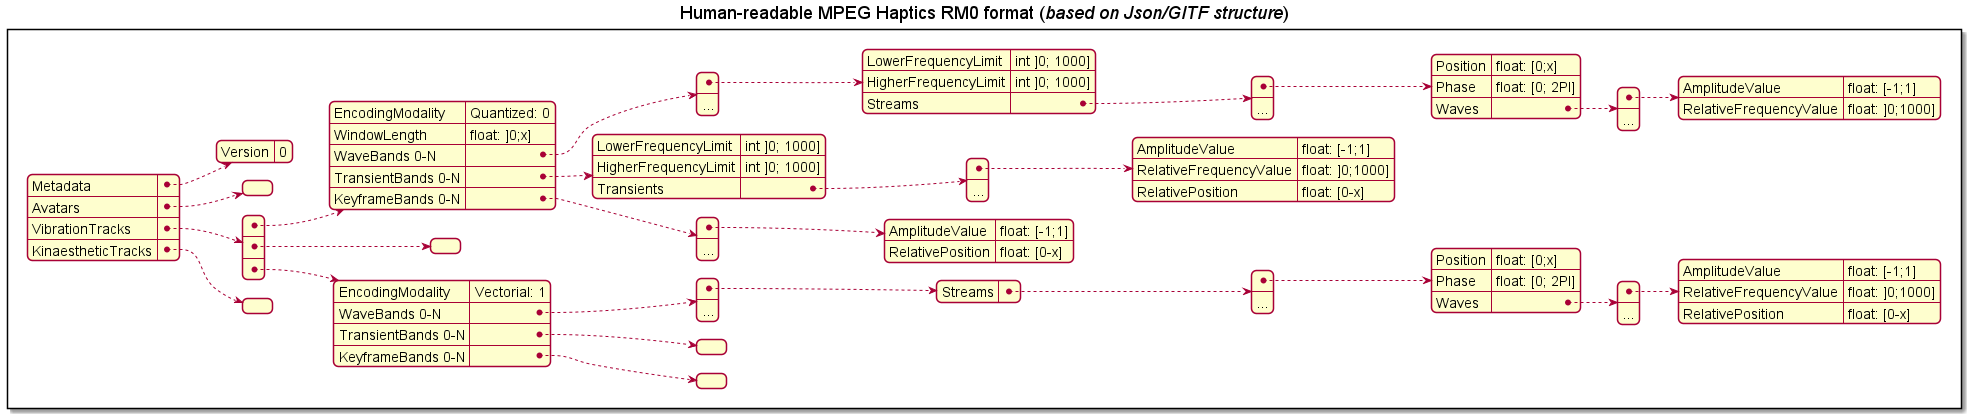 Human-readable MPEG Haptics RM0 format (based on Json/GlTF structure)
Metadata
Avatars
VibrationTracks
KinaestheticTracks
Version 0
EncodingModality Quantized: 0
WindowLength float: ]0;x]
WaveBands 0-N
TransientBands 0-N
KeyframeBands 0-N
...
LowerFrequencyLimit int ]0; 1000]
HigherFrequencyLimit int ]0; 1000]
Streams
...
Position float: [0;x]
Phase float: [0; 2PI]
Waves
...
AmplitudeValue float: [-1;1]
RelativeFrequencyValue float: ]0;1000]
LowerFrequencyLimit int ]0; 1000]
HigherFrequencyLimit int ]0; 1000]
Transients
...
AmplitudeValue float: [-1;1]
RelativeFrequencyValue float: ]0;1000]
RelativePosition float: [0-x]
...
AmplitudeValue float: [-1;1]
RelativePosition float: [0-x]
EncodingModality Vectorial: 1
WaveBands 0-N
TransientBands 0-N
KeyframeBands 0-N
...
Streams
...
Position float: [0;x]
Phase float: [0; 2PI]
Waves
...
AmplitudeValue float: [-1;1]
RelativeFrequencyValue float: ]0;1000]
RelativePosition float: [0-x]